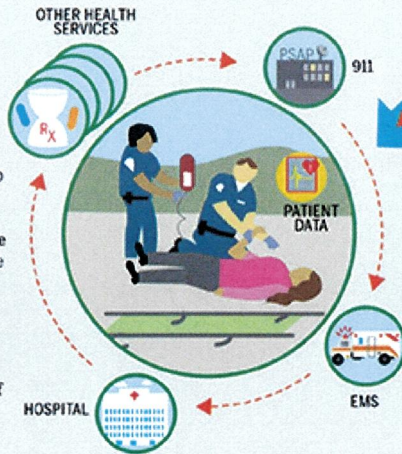 OTHER HEALTH
SERVICES
PSAP
911
Rx
PATIENT
DATA
EMS
HOSPITAL